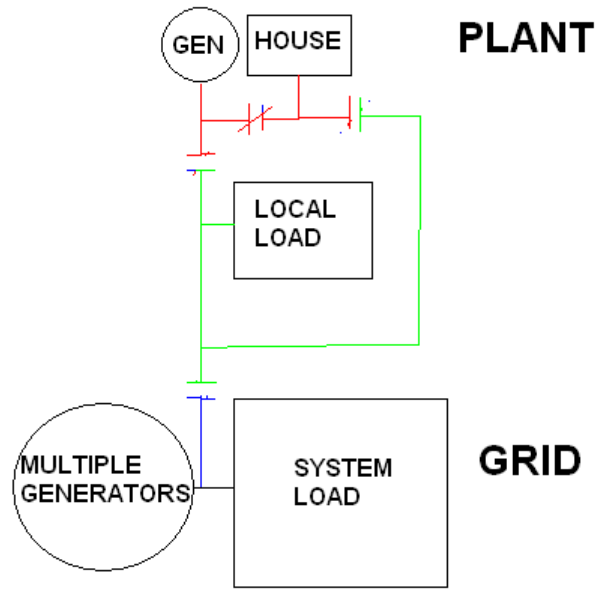 GEN
HOUSE
PLANT
LOCAL
LOAD
MULTIPLE
GENERATORS
SYSTEM
LOAD
GRID